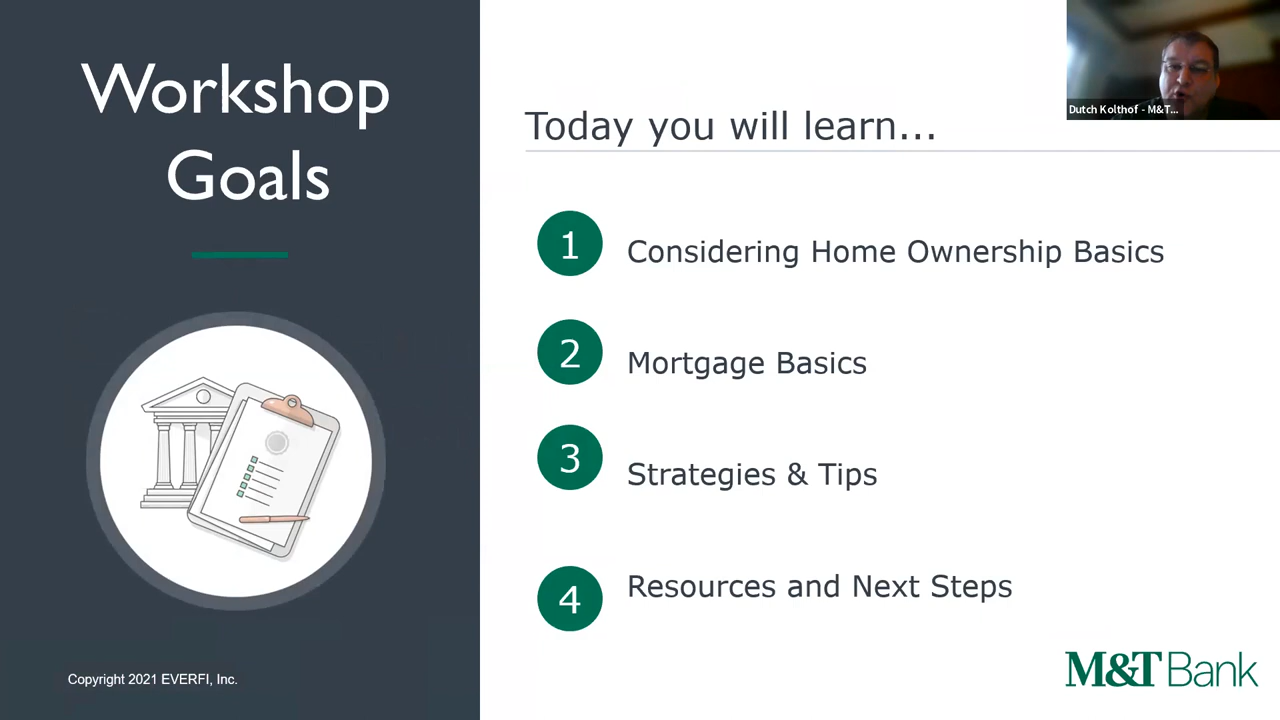 Workshop
Goals
Copyright 2021 EVERFI, Inc.
Today you will learn...
1 Considering Home Ownership Basics
2 Mortgage Basics
3 Strategies & Tips
4 Resources and Next Steps
Dutch Kolthof - M&T...
M&T Bank